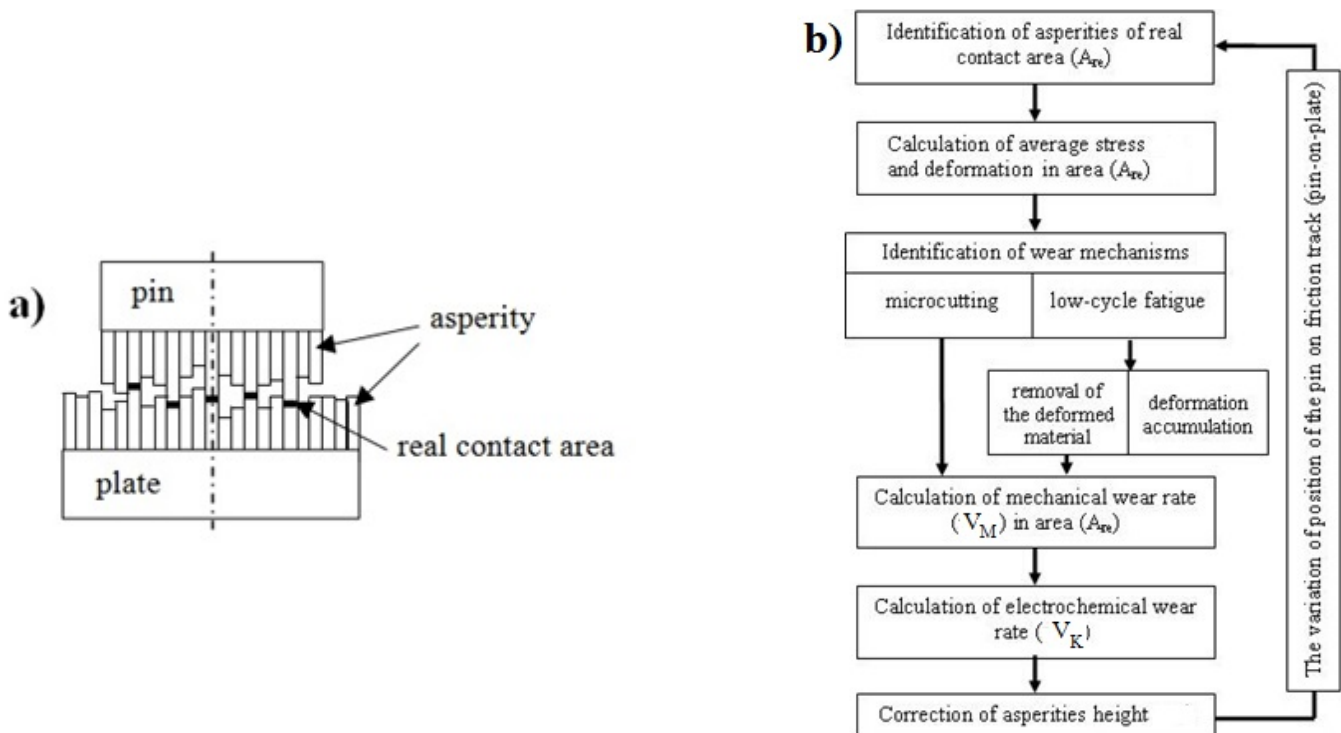 a)
pin
asperity
real contact area
plate
b)
Identification of asperities of real
contact area (Are)
Calculation of average stress
and deformation in area (Are)
Identification of wear mechanisms
microcutting
low-cycle fatigue
removal of
the deformed
material
deformation
accumulation
Calculation of mechanical wear rate
(VM) in area (Are)
Calculation of electrochemical wear
rate ( VK)
Correction of asperities height
The variation of position of the pin on friction track (pin-on-plate)